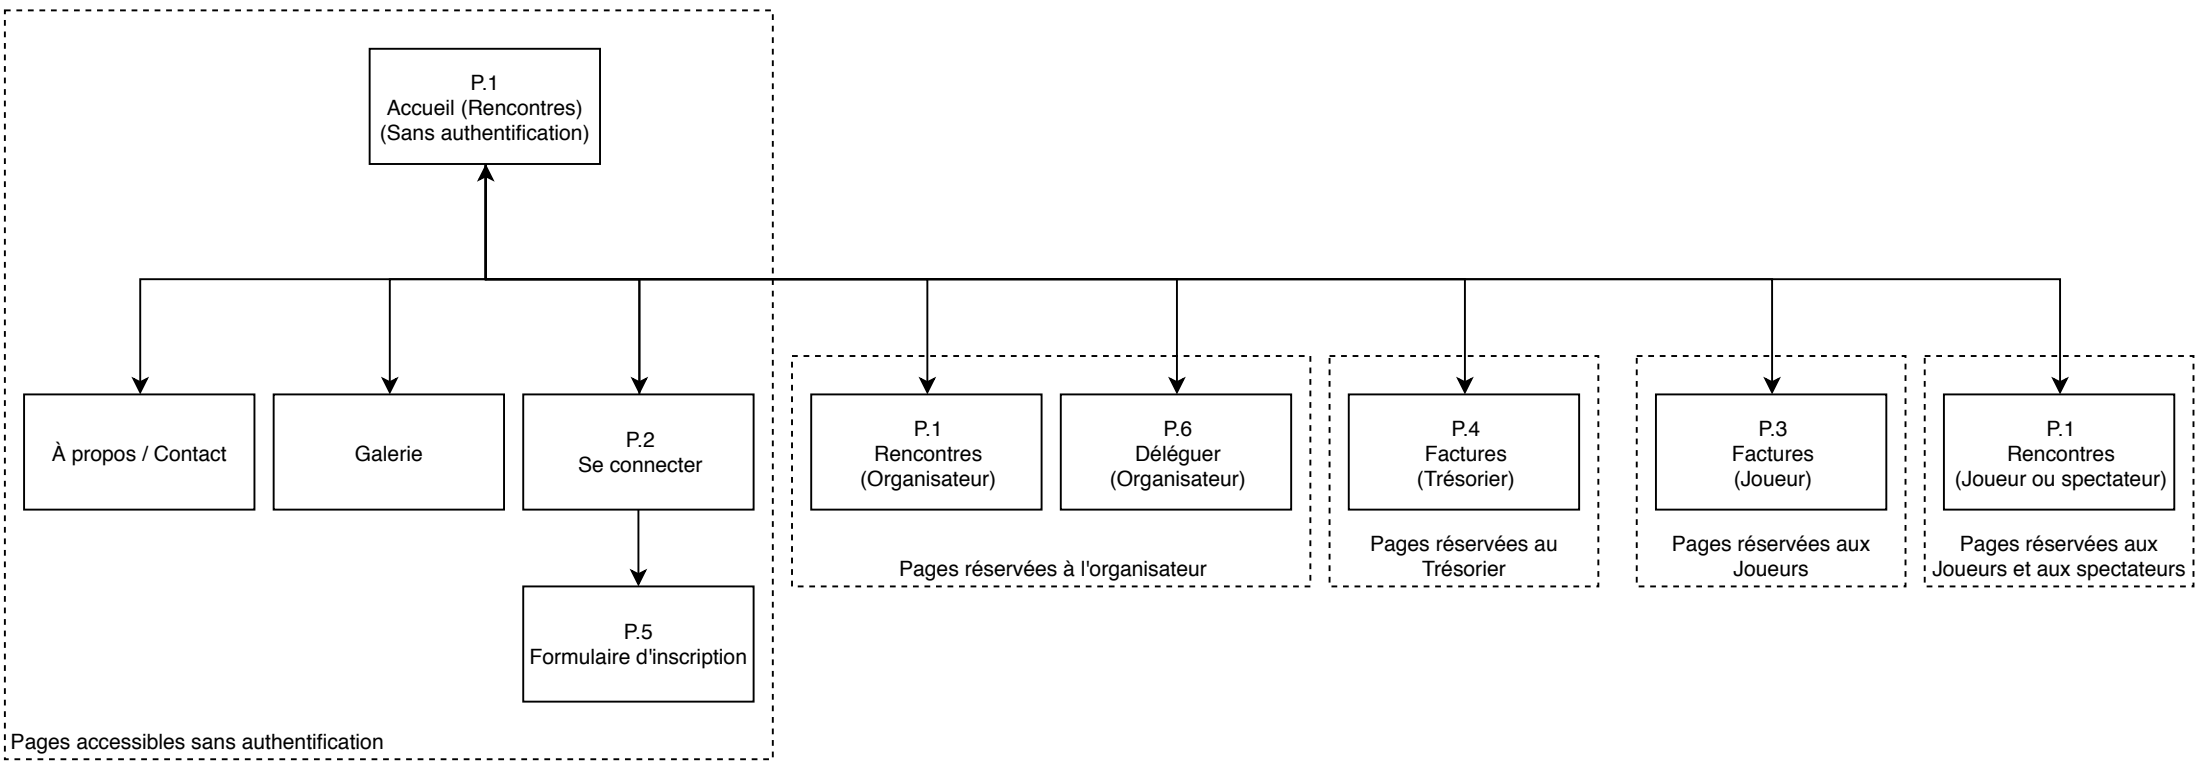 P.1
Accueil (Rencontres)
(Sans authentification)
À propos / Contact
Galerie
P.2
Se connecter
P.1
Rencontres
(Organisateur)
P.6
Déléguer
(Organisateur)
P.4
Factures
(Trésorier)
P.3
Factures
(Joueur)
P.1
Rencontres
(Joueur ou spectateur)
Pages réservées à l'organisateur
Pages réservées au
Trésorier
Pages réservées aux
Joueurs
Pages réservées aux
Joueurs et aux spectateurs
P.5
Formulaire d'inscription
Pages accessibles sans authentification